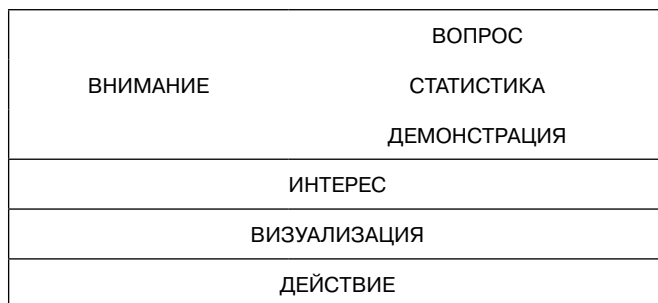 ВОПРОС
ВНИМАНИЕ СТАТИСТИКА
ДЕМОНСТРАЦИЯ
ИНТЕРЕС
ВИЗУАЛИЗАЦИЯ
ДЕЙСТВИЕ